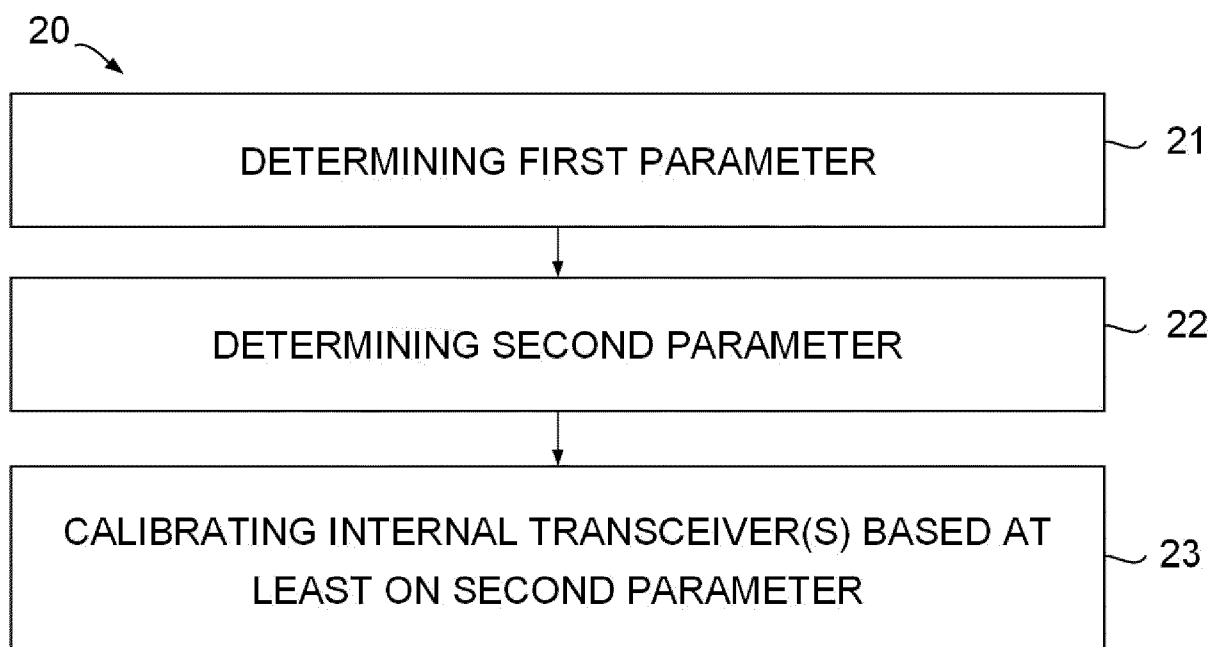 20
DETERMINING FIRST PARAMETER
21
DETERMINING SECOND PARAMETER
22
CALIBRATING INTERNAL TRANSCEIVER(S) BASED AT
LEAST ON SECOND PARAMETER
23